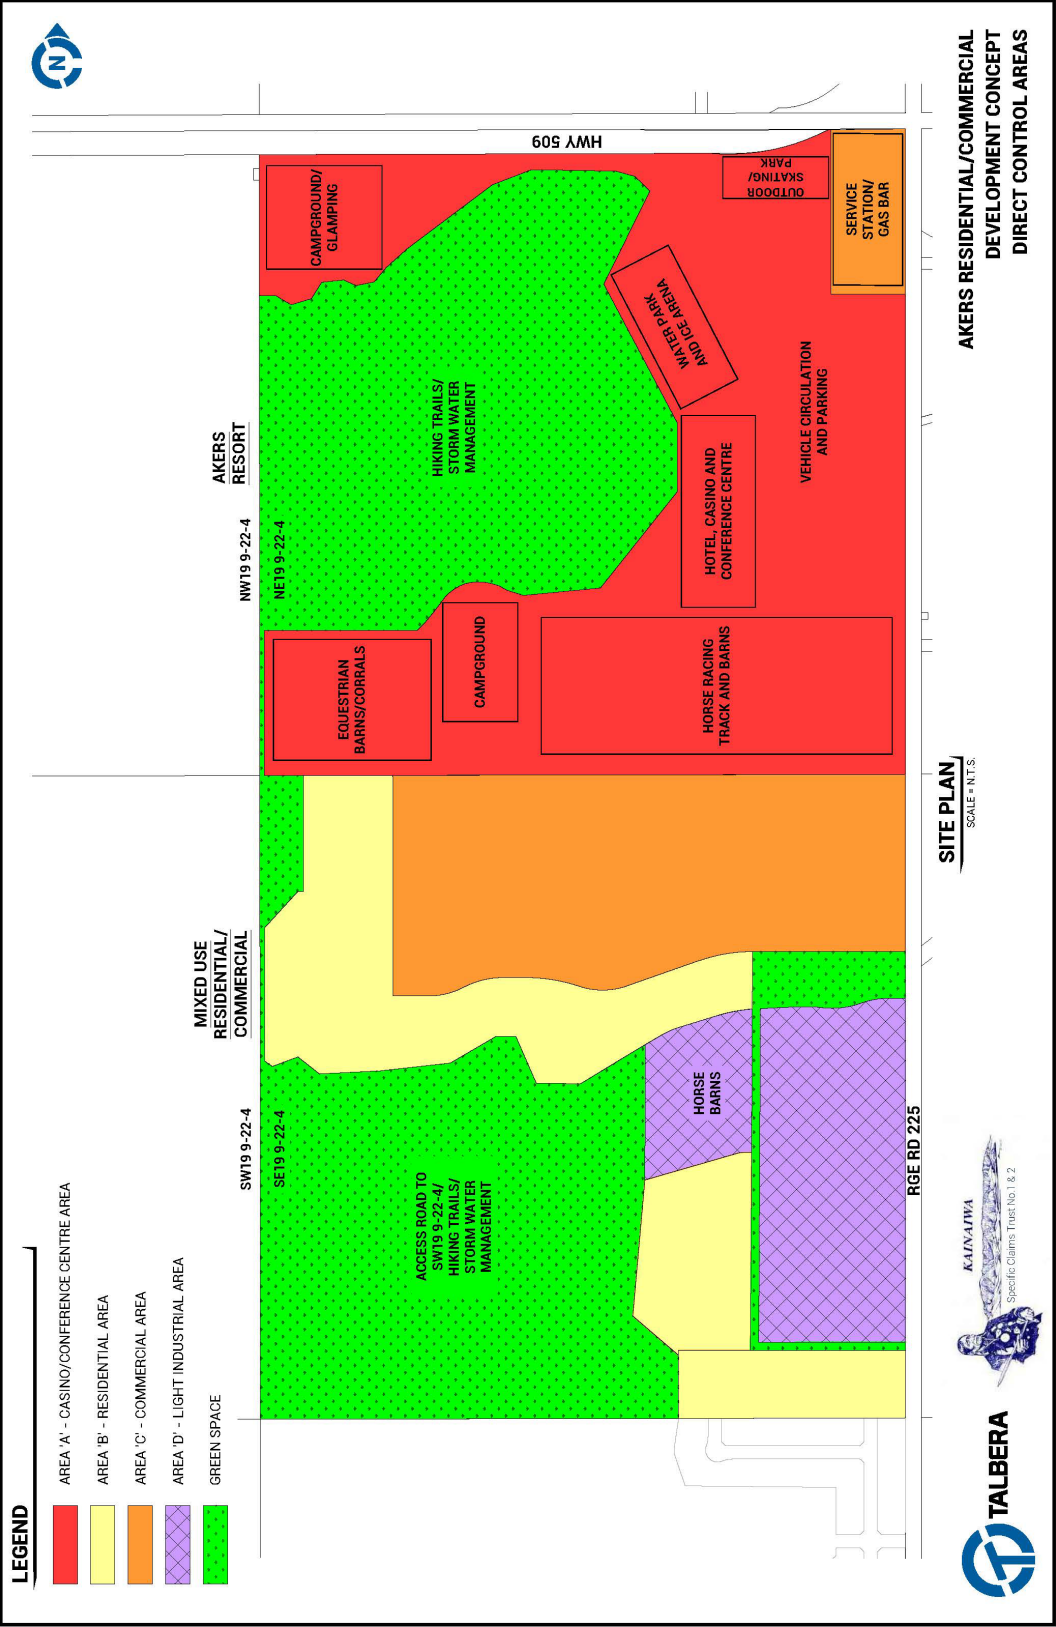 LEGEND
AREA 'A' - CASINO/CONFERENCE CENTRE AREA
AREA 'B' - RESIDENTIAL AREA
AREA 'C' - COMMERCIAL AREA
AREA 'D' - LIGHT INDUSTRIAL AREA
GREEN SPACE
N
MIXED USE
RESIDENTIAL/
COMMERCIAL
AKERS
RESORT
SW19 9-22-4
SE19 9-22-4
NW19 9-22-4
NE19 9-22-4
ACCESS ROAD TO
SW19 9-22-4/
HIKING TRAILS/
STORM WATER
MANAGEMENT
HORSE
BARNS
EQUESTRIAN
BARNS/CORRALS
CAMPGROUND
HORSE RACING
TRACK AND BARNS
HIKING TRAILS/
STORM WATER
MANAGEMENT
CAMPGROUND/
GLAMPING
HOTEL, CASINO AND
CONFERENCE CENTRE
WATER PARK
AND ICE ARENA
VEHICLE CIRCULATION
AND PARKING
OUTDOOR
SKATING/
PARK
SERVICE
STATION/
GAS BAR
HWY 509
RGE RD 225
SITE PLAN
SCALE = N.T.S.
TALBERA
KAINAIWA
Specific Claims Trust No.1 & 2
AKERS RESIDENTIAL/COMMERCIAL
DEVELOPMENT CONCEPT
DIRECT CONTROL AREAS